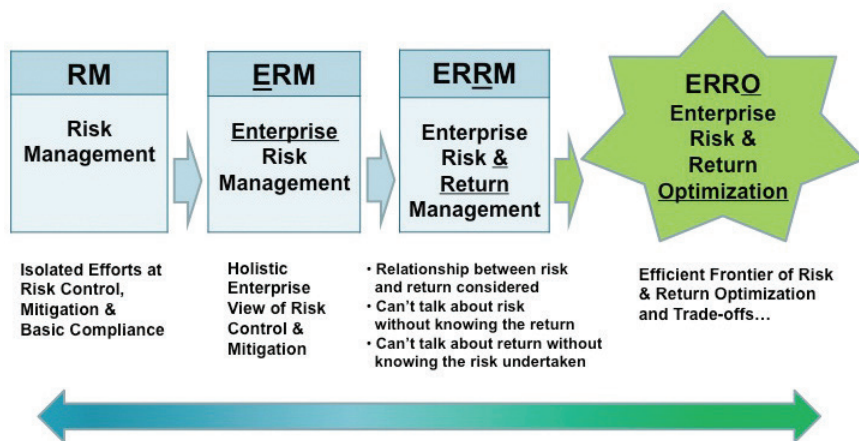 RM
Risk
Management
ERM
Enterprise
Risk
Management
ERRM
Enterprise
Risk &
Return
Management
ERRO
Enterprise
Risk &
Return
Optimization
Isolated Efforts at
Risk Control,
Mitigation &
Basic Compliance
Holistic
Enterprise
View of Risk
Control &
Mitigation
• Relationship between risk
and return considered
• Can't talk about risk
without knowing the return
• Can't talk about return without
knowing the risk undertaken
Efficient Frontier of Risk
& Return Optimization
and Trade-offs...